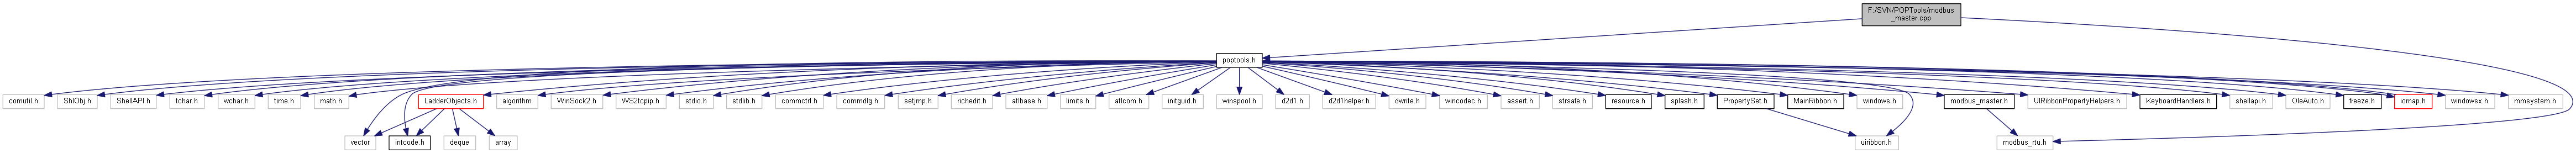 F:/SVN/POPTools/modbus
_master.cpp
poptools.h
comutil.h
ShlObj.h
ShellAPI.h
tchar.h
wchar.h
time.h
math.h
LadderObjects.h
algorithm
WinSock2.h
WS2tcpip.h
stdio.h
stdlib.h
commctrl.h
commdlg.h
setjmp.h
richedit.h
atlbase.h
limits.h
atlcom.h
initguid.h
winspool.h
d2d1.h
d2d1helper.h
dwrite.h
wincodec.h
assert.h
strsafe.h
resource.h
splash.h
PropertySet.h
MainRibbon.h
windows.h
modbus_master.h
UIRibbonPropertyHelpers.h
KeyboardHandlers.h
shellapi.h
OleAuto.h
freeze.h
iomap.h
windowsx.h
mmsystem.h
vector
intcode.h
deque
array
uiribbon.h
modbus_rtu.h